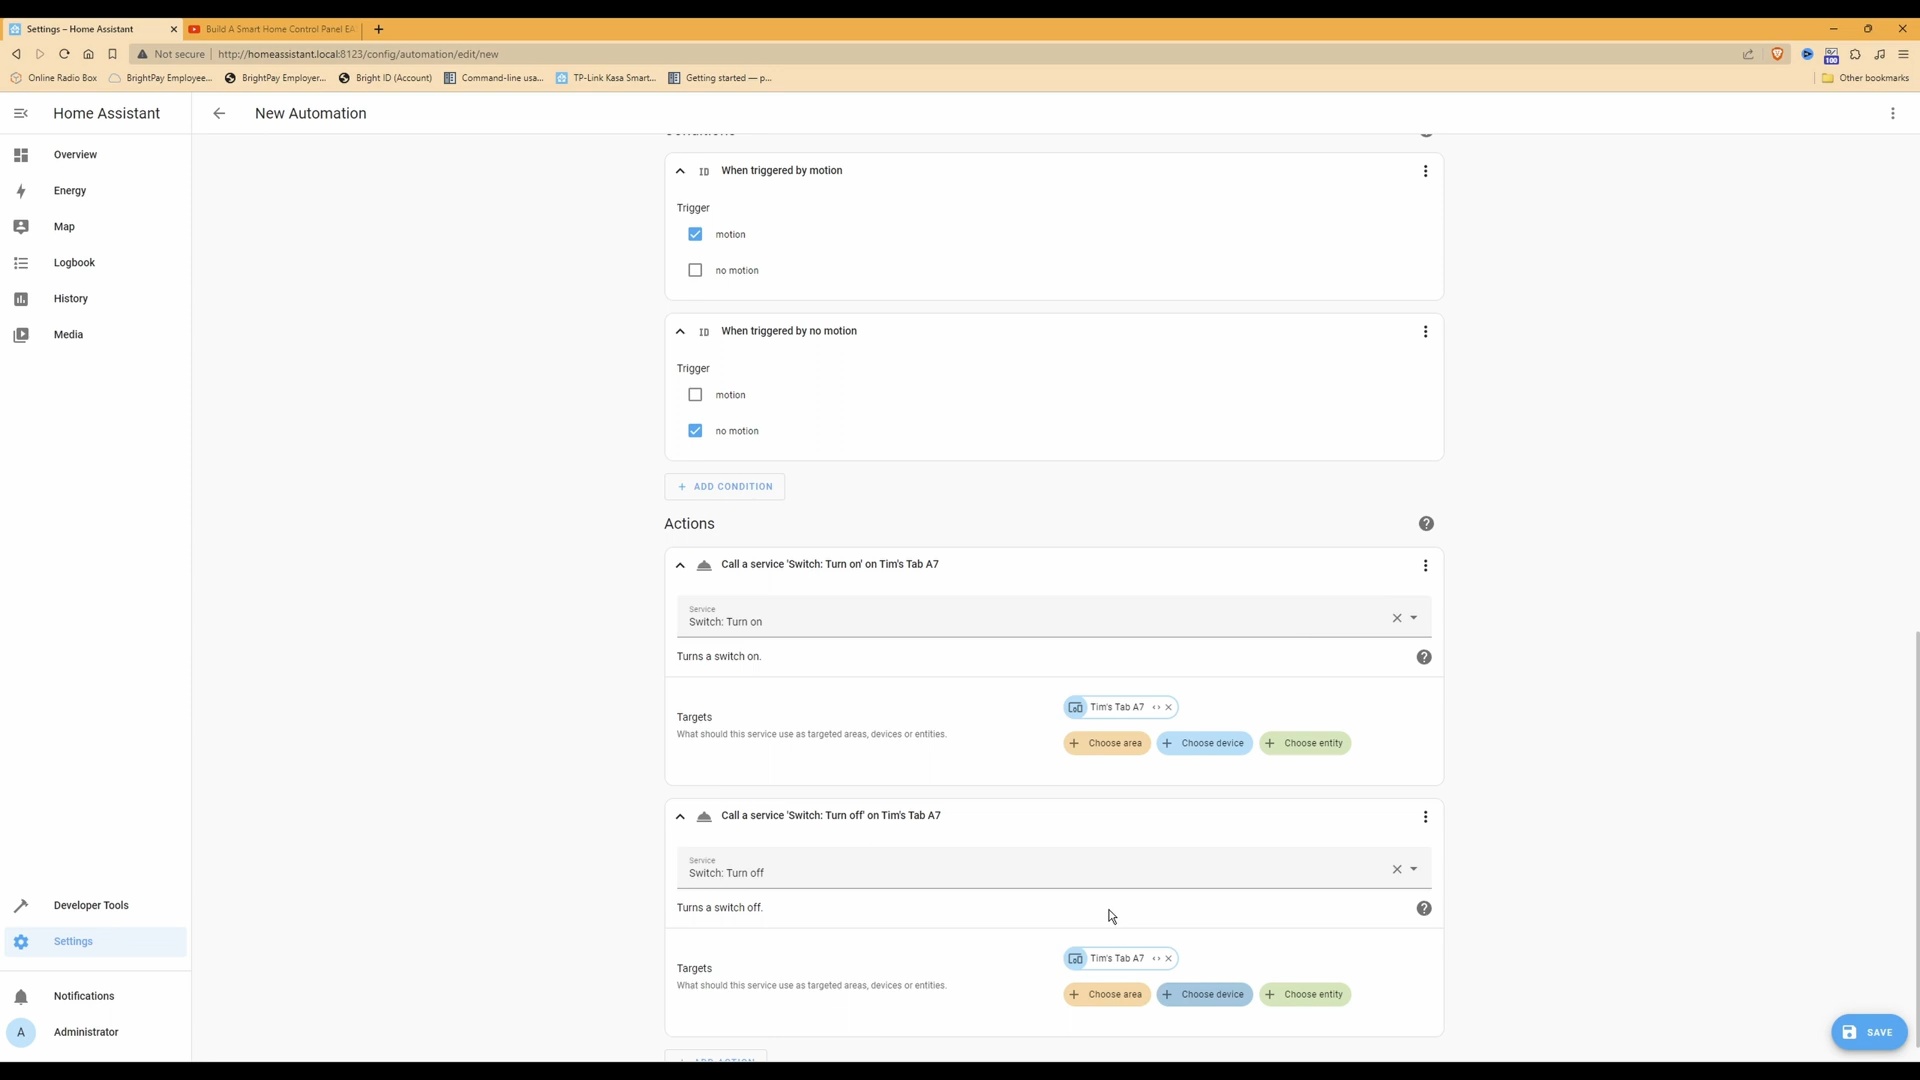 Settings – Home Assistant
Build A Smart Home Control Panel EA
Not secure
http://homeassistant.local:8123/config/automation/edit/new
100
Online Radio Box
BrightPay Employee...
BrightPay Employer...
Bright ID (Account)
Command-line usa...
TP-Link Kasa Smart...
Getting started — p...
Other bookmarks
Home Assistant
New Automation
Overview
Energy
Map
Logbook
History
Media
Developer Tools
Settings
Notifications
A
Administrator
Conditions
ID When triggered by motion
Trigger
motion
no motion
ID When triggered by no motion
Trigger
motion
no motion
+ ADD CONDITION
Actions
Call a service 'Switch: Turn on' on Tim's Tab A7
Service
Switch: Turn on
Turns a switch on.
Targets
What should this service use as targeted areas, devices or entities.
Tim's Tab A7
+ Choose area
+ Choose device
+ Choose entity
Call a service 'Switch: Turn off' on Tim's Tab A7
Service
Switch: Turn off
Turns a switch off.
Targets
What should this service use as targeted areas, devices or entities.
Tim's Tab A7
+ Choose area
+ Choose device
+ Choose entity
+ ADD ACTION
SAVE